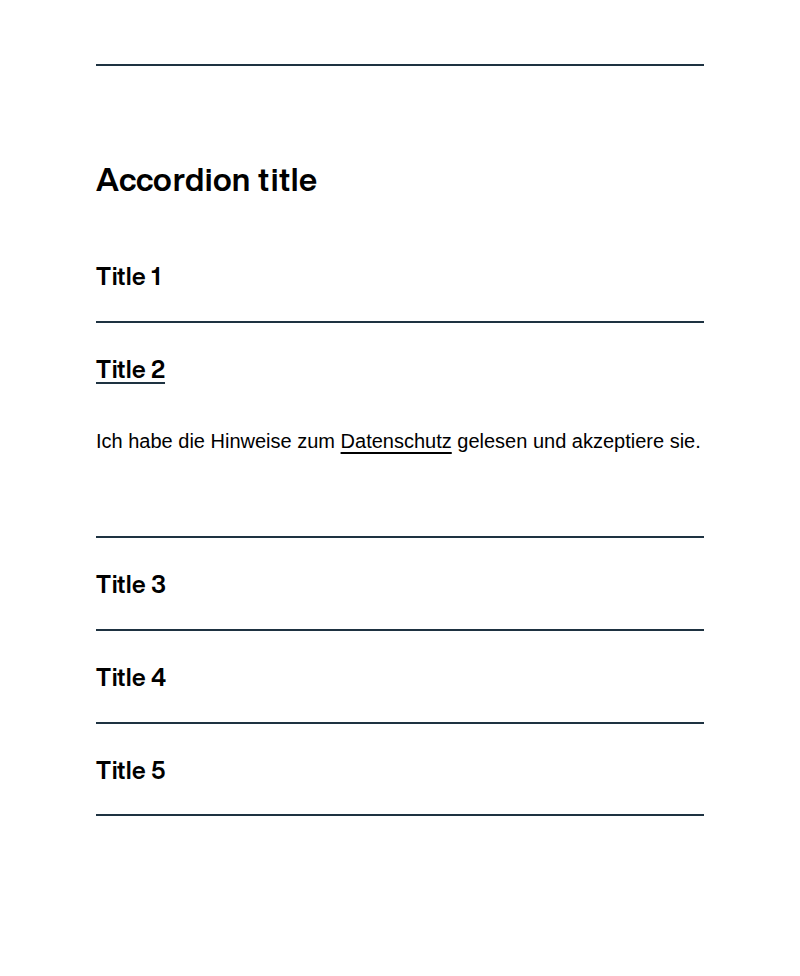 Accordion title
Title 1
Title 2
Ich habe die Hinweise zum Datenschutz gelesen und akzeptiere sie.
Title 3
Title 4
Title 5